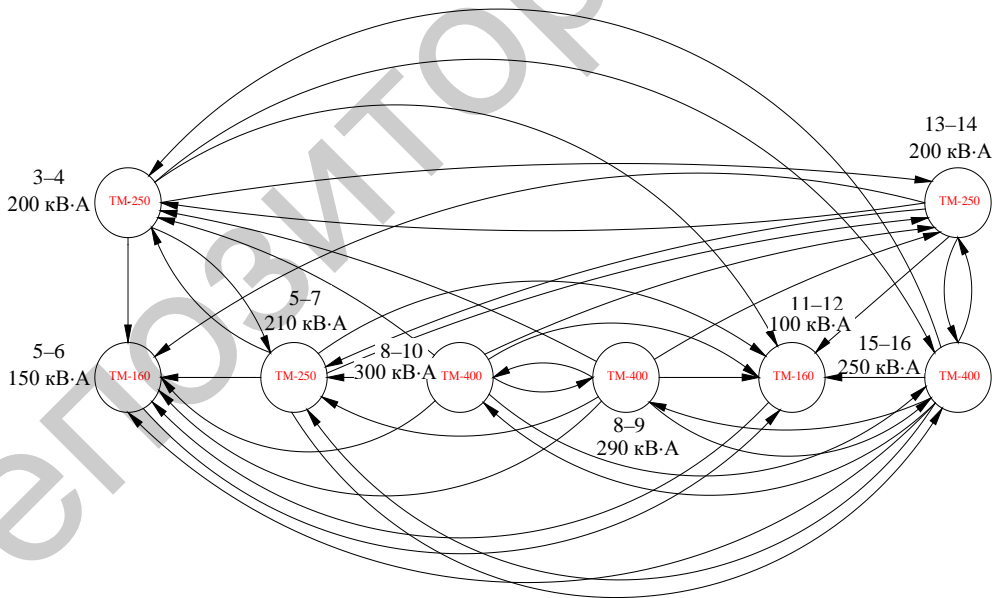 епозитор
13–14
200 кВ·А
3–4
200 кВ·А
ТМ-250
ТМ-250
5–7
210 кВ·А
11–12
100 кВ·А
5–6
150 кВ·А
8–10
300 кВ·А
15–16
250 кВ·А
ТМ-160
ТМ-250
ТМ-400
ТМ-400
ТМ-160
ТМ-400
8–9
290 кВ·А